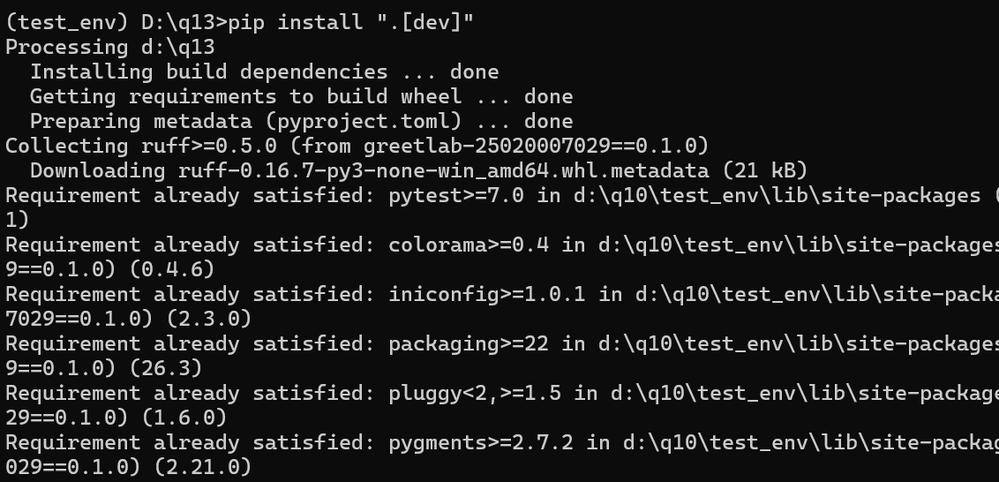 (test_env) D:\q13>pip install ".[dev]"
Processing d:\q13
  Installing build dependencies ... done
  Getting requirements to build wheel ... done
  Preparing metadata (pyproject.toml) ... done
Collecting ruff>=0.5.0 (from greetlab-25020007029==0.1.0)
  Downloading ruff-0.16.7-py3-none-win_amd64.whl.metadata (21 kB)
Requirement already satisfied: pytest>=7.0 in d:\q10\test_env\lib\site-packages (
1)
Requirement already satisfied: colorama>=0.4 in d:\q10\test_env\lib\site-packages
9==0.1.0) (0.4.6)
Requirement already satisfied: iniconfig>=1.0.1 in d:\q10\test_env\lib\site-packa
7029==0.1.0) (2.3.0)
Requirement already satisfied: packaging>=22 in d:\q10\test_env\lib\site-packages
9==0.1.0) (26.3)
Requirement already satisfied: pluggy<2,>=1.5 in d:\q10\test_env\lib\site-package
29==0.1.0) (1.6.0)
Requirement already satisfied: pygments>=2.7.2 in d:\q10\test_env\lib\site-packag
029==0.1.0) (2.21.0)